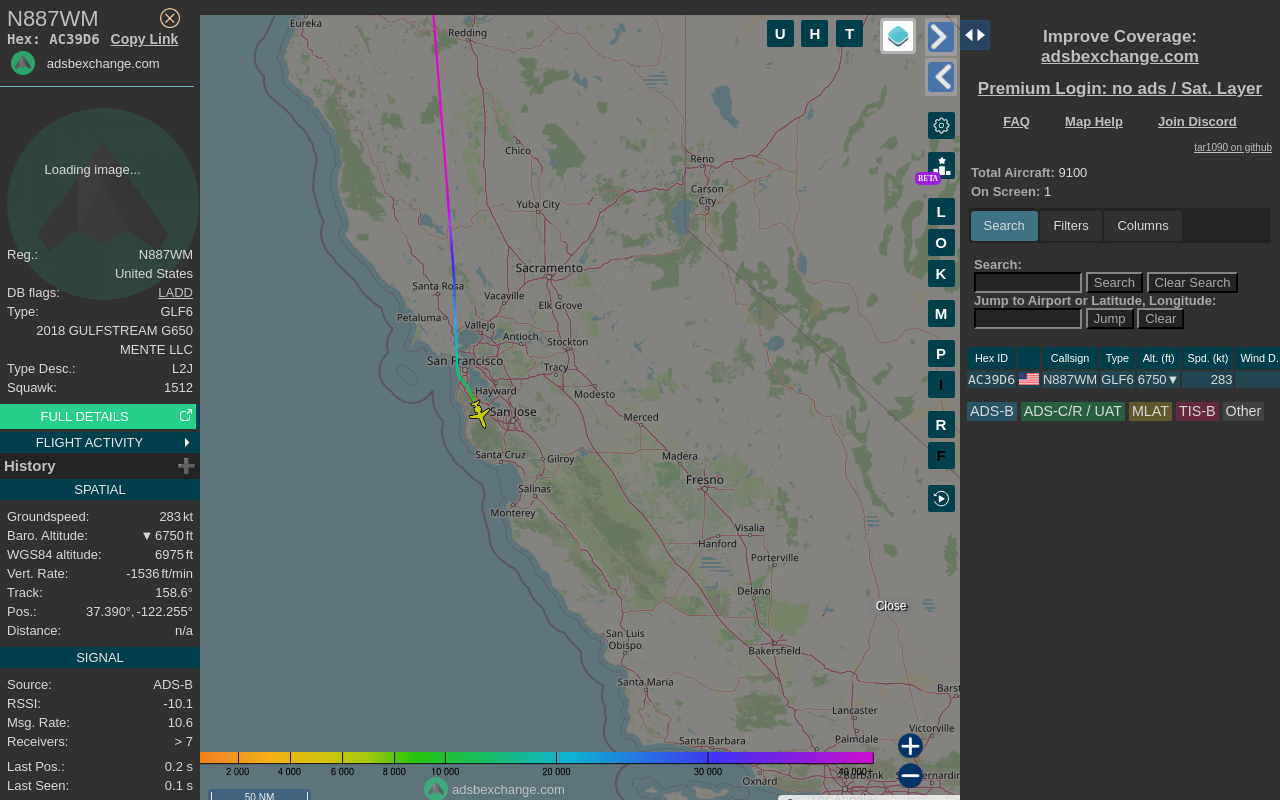 N887WM
Hex: AC39D6 Copy Link
adsbexchange.com
Loading image...
Reg.: N887WM
United States
DB flags: LADD
Type: GLF6
2018 GULFSTREAM G650
MENTE LLC
Type Desc.: L2J
Squawk: 1512
FULL DETAILS
FLIGHT ACTIVITY
History
SPATIAL
Groundspeed: 283 kt
Baro. Altitude: ▼ 6750 ft
WGS84 altitude: 6975 ft
Vert. Rate: -1536 ft/min
Track: 158.6°
Pos.: 37.390°, -122.255°
Distance: n/a
SIGNAL
Source: ADS-B
RSSI: -10.1
Msg. Rate: 10.6
Receivers: > 7
Last Pos.: 0.2 s
Last Seen: 0.1 s
Eureka
Redding
Chico
Reno
Carson
City
Yuba City
Sacramento
Santa Rosa
Vacaville
Elk Grove
Petaluma
Vallejo
Antioch
Stockton
San Francisco
Tracy
Hayward
Modesto
San Jose
Merced
Santa Cruz
Gilroy
Madera
Fresno
Salinas
Monterey
Visalia
Hanford
Porterville
Delano
San Luis
Obispo
Bakersfield
Santa Maria
Lancaster
Victorville
Palmdale
Santa Barbara
Oxnard
U H T
BETA
L
O
K
M
P
I
R
F
Close
2 000 4 000 6 000 8 000 10 000 20 000 30 000 40 000+
adsbexchange.com
50 NM
Improve Coverage:
adsbexchange.com
Premium Login: no ads / Sat. Layer
FAQ Map Help Join Discord
tar1090 on github
Total Aircraft: 9100
On Screen: 1
Search Filters Columns
Search:
Search Clear Search
Jump to Airport or Latitude, Longitude:
Jump Clear
Hex ID Callsign Type Alt. (ft) Spd. (kt) Wind D.
AC39D6 N887WM GLF6 6750▼ 283
ADS-B ADS-C/R / UAT MLAT TIS-B Other